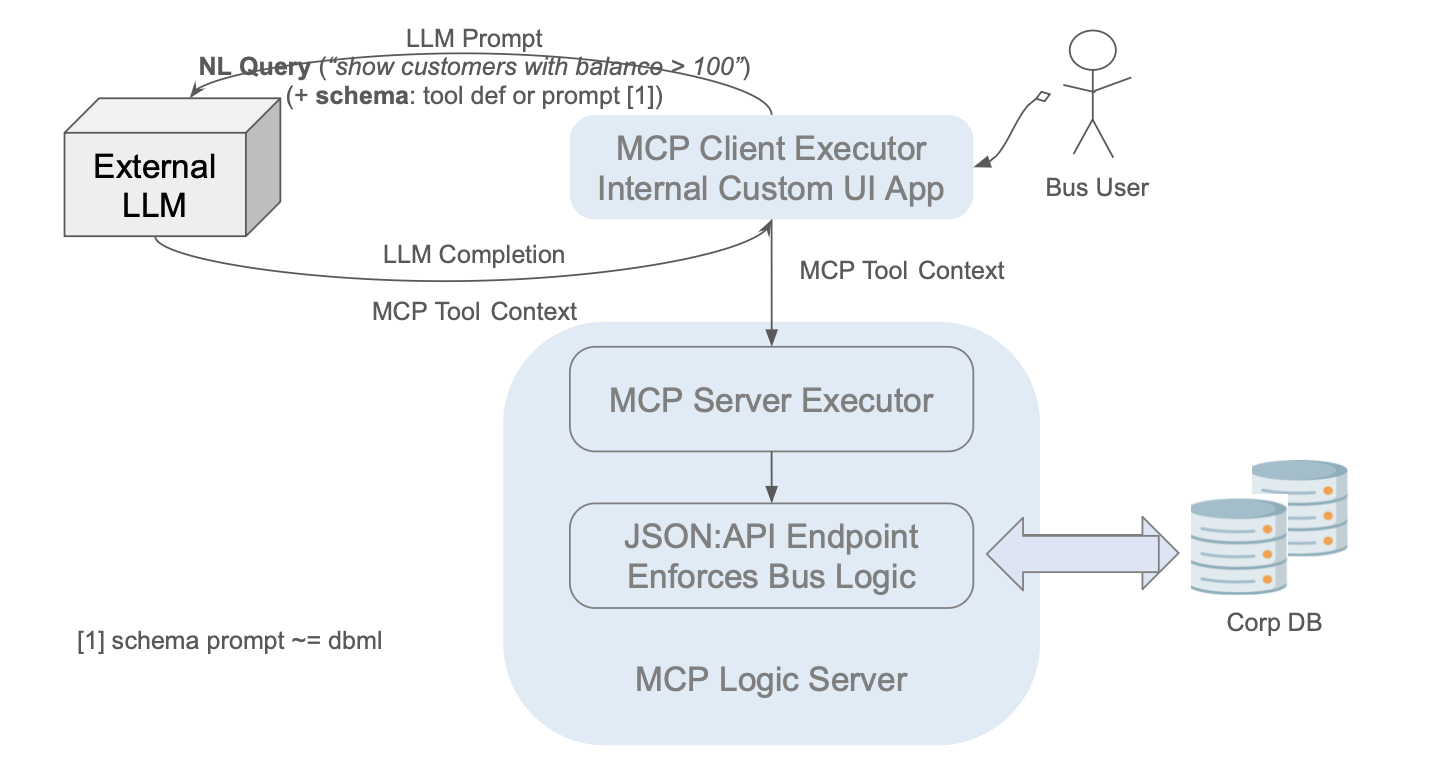 LLM Prompt
NL Query (“show customers with balance > 100”)
(+ schema: tool def or prompt [1])
External
LLM
MCP Client Executor
Internal Custom UI App
Bus User
LLM Completion
MCP Tool Context
MCP Tool Context
MCP Server Executor
JSON:API Endpoint
Enforces Bus Logic
Corp DB
[1] schema prompt ~= dbml
MCP Logic Server